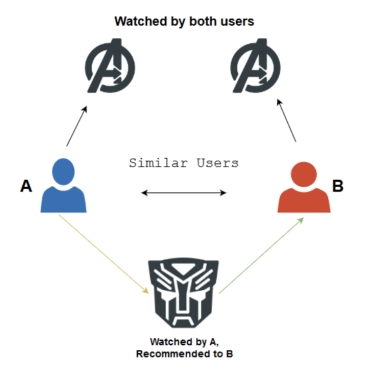 Watched by both users
Similar Users
A
B
Watched by A,
Recommended to B